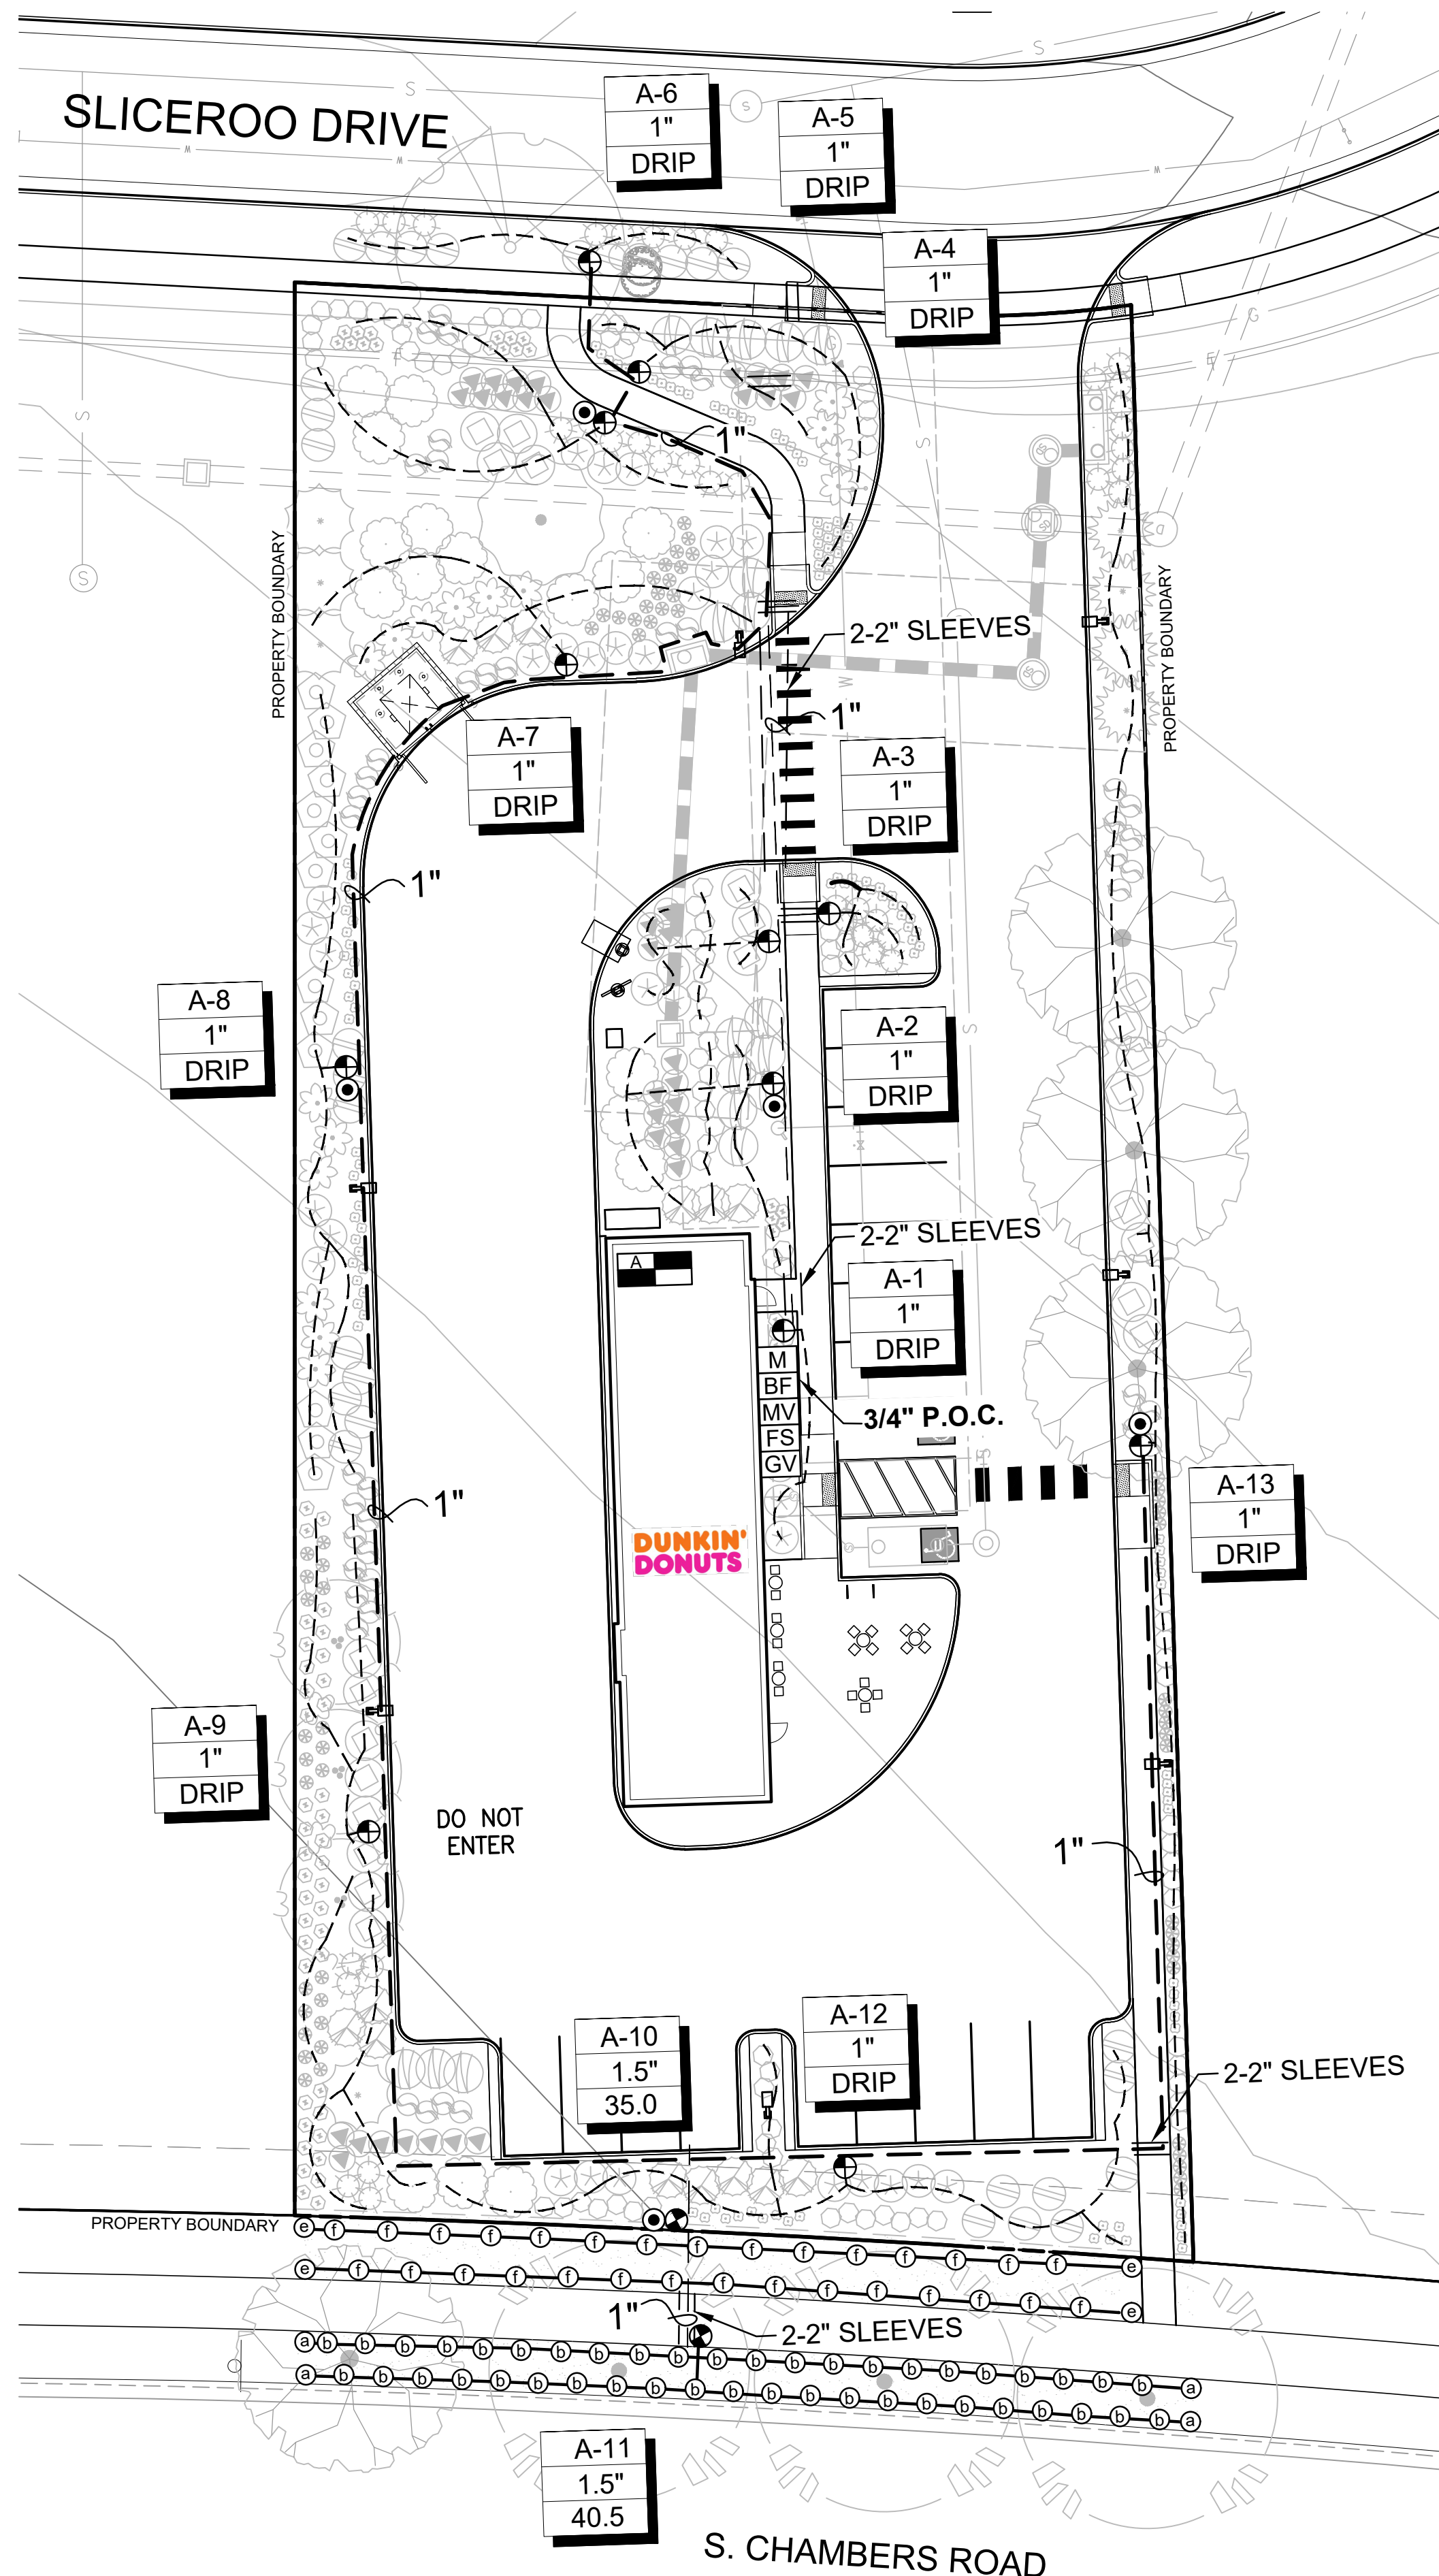 SLICEROO DRIVE
A-6
1"
DRIP
A-5
1"
DRIP
A-4
1"
DRIP
1"
PROPERTY BOUNDARY
PROPERTY BOUNDARY
2-2" SLEEVES
1"
A-7
1"
DRIP
A-3
1"
DRIP
1"
A-8
1"
DRIP
A-2
1"
DRIP
2-2" SLEEVES
A
A-1
1"
DRIP
M
BF
MV
FS
GV
3/4" P.O.C.
1"
A-13
1"
DRIP
DUNKIN'
DONUTS
A-9
1"
DRIP
DO NOT
ENTER
1"
A-10
1.5"
35.0
A-12
1"
DRIP
2-2" SLEEVES
PROPERTY BOUNDARY
e f f f f f f f f f f f f f f f e
e f f f f f f f f f f f f f f f e
1"
2-2" SLEEVES
a b b b b b b b b b b b b b b b b b b b b b b a
a b b b b b b b b b b b b b b b b b b b b b b a
A-11
1.5"
40.5
S. CHAMBERS ROAD